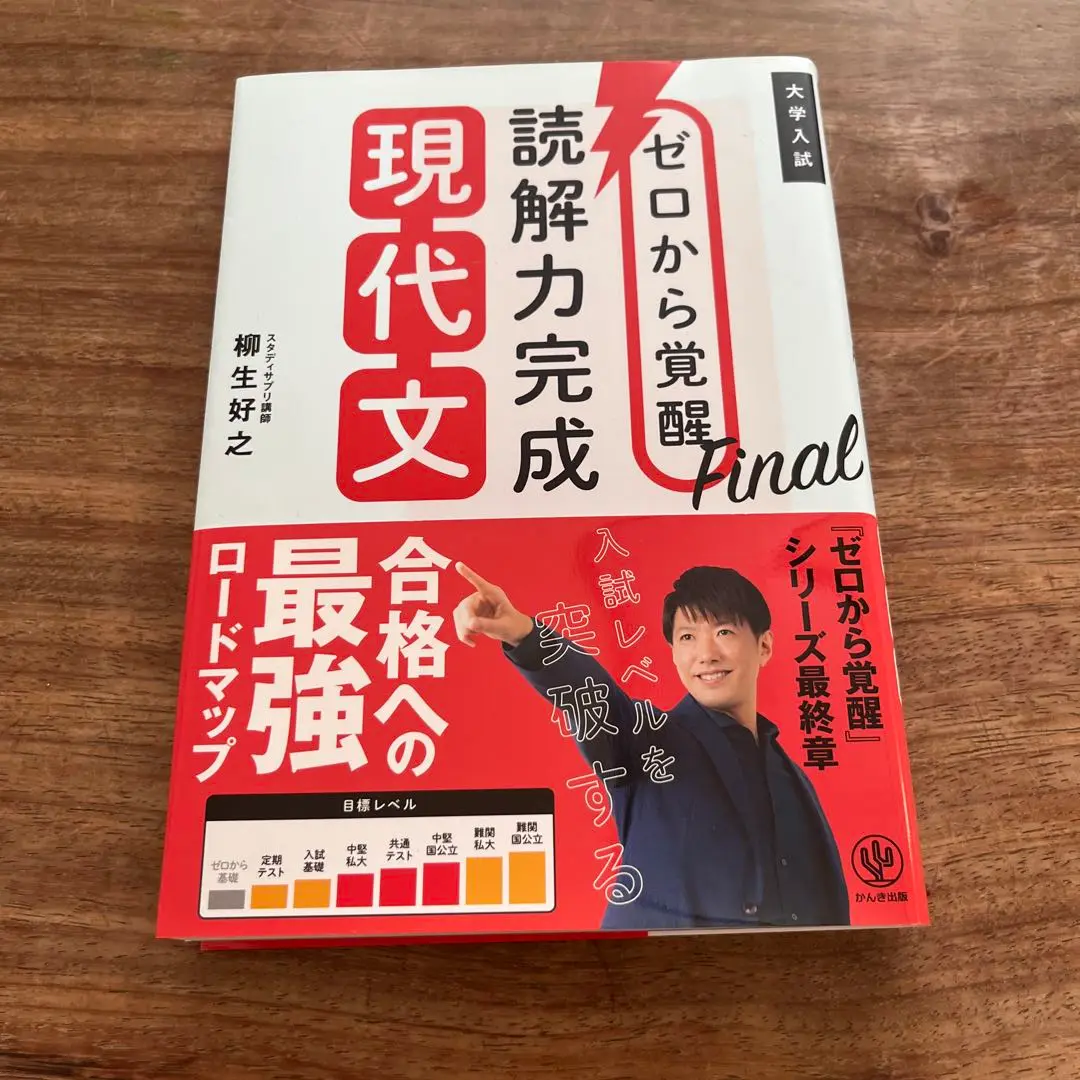 大学入試
ゼロから覚醒
Final
読解力完成
現代文
スタディサプリ講師
柳生好之
『ゼロから覚醒』
シリーズ最終章
入試レベルを
突破する
合格への
最強
ロードマップ
目標レベル
ゼロから
基礎
定期
テスト
入試
基礎
中堅
私大
共通
テスト
中堅
国公立
難関
私大
難関
国公立
かんき出版